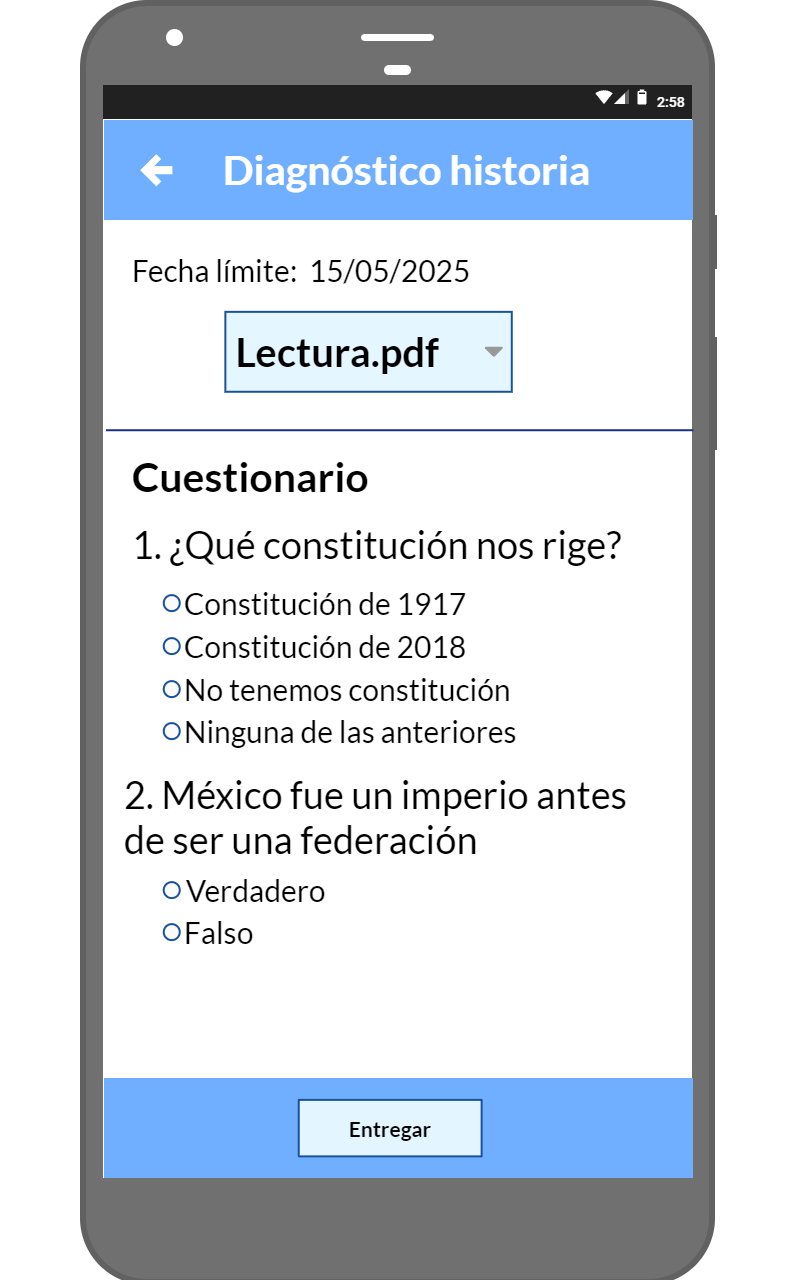 2:58
Diagnóstico historia
Fecha límite: 15/05/2025
Lectura.pdf
Cuestionario
1. ¿Qué constitución nos rige?
Constitución de 1917
Constitución de 2018
No tenemos constitución
Ninguna de las anteriores
2. México fue un imperio antes
de ser una federación
Verdadero
Falso
Entregar